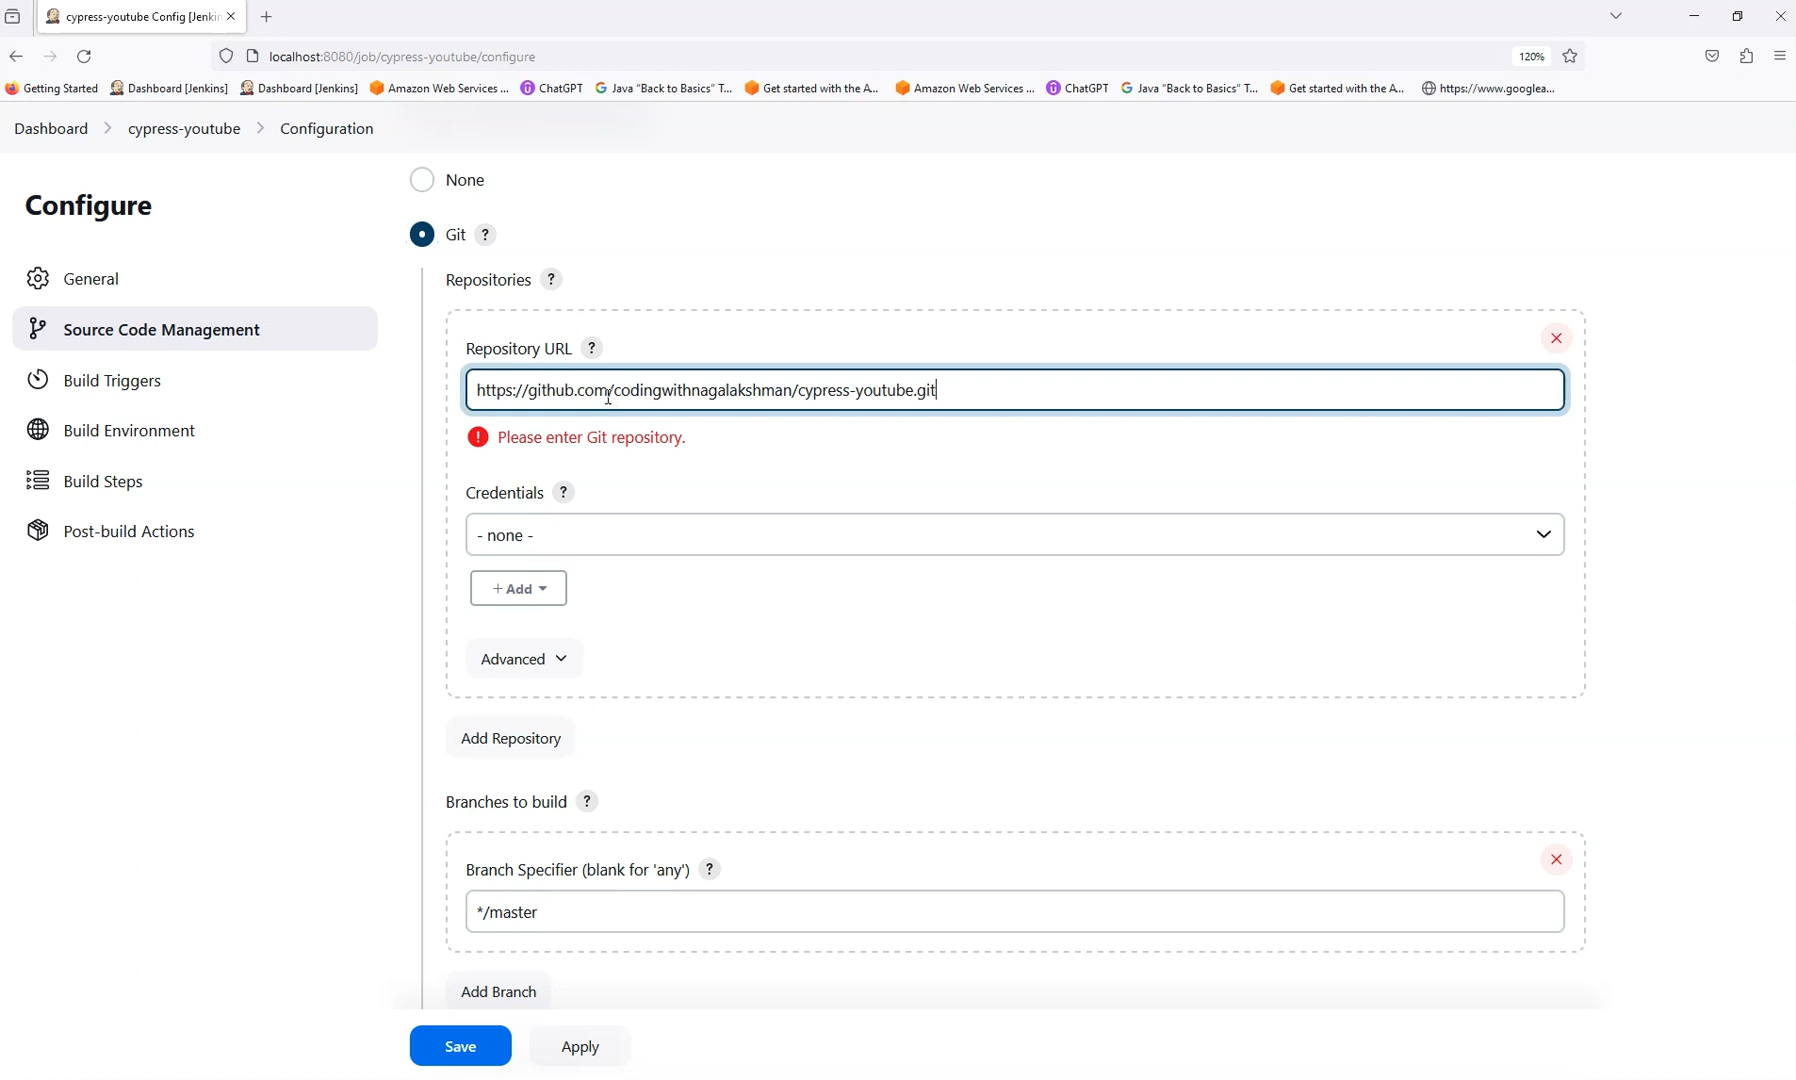 cypress-youtube Config [Jenkin
localhost:8080/job/cypress-youtube/configure
120%
Getting Started
Dashboard [Jenkins]
Dashboard [Jenkins]
Amazon Web Services ...
ChatGPT
Java "Back to Basics" T...
Get started with the A...
Amazon Web Services ...
ChatGPT
Java "Back to Basics" T...
Get started with the A...
https://www.googlea...
Dashboard > cypress-youtube > Configuration
Configure
General
Source Code Management
Build Triggers
Build Environment
Build Steps
Post-build Actions
None
Git ?
Repositories ?
Repository URL ?
https://github.com/codingwithnagalakshman/cypress-youtube.git
! Please enter Git repository.
Credentials ?
- none -
+ Add
Advanced
Add Repository
Branches to build ?
Branch Specifier (blank for 'any') ?
*/master
Add Branch
Save
Apply